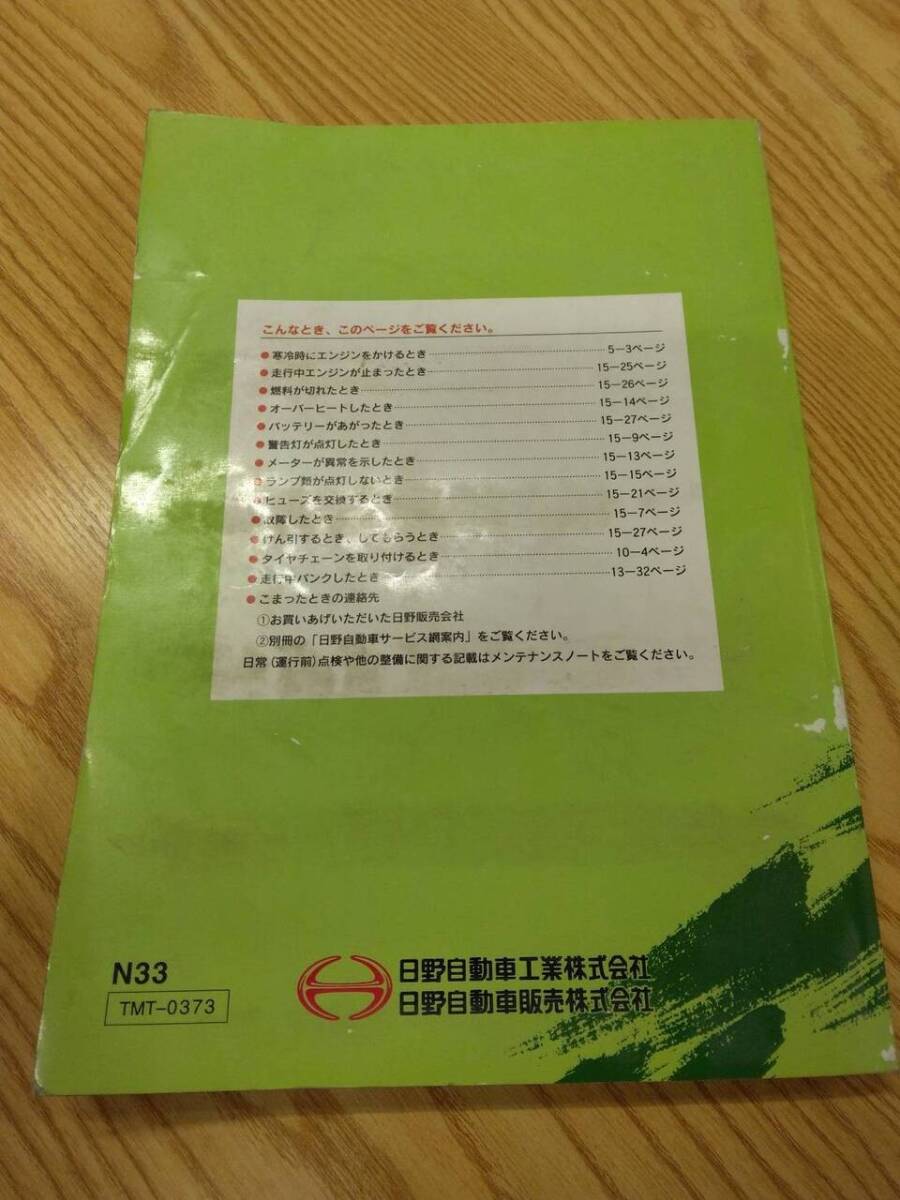 こんなとき、このページをご覧ください。
●寒冷時にエンジンをかけるとき 5-3ページ
●走行中エンジンが止まったとき 15-25ページ
●燃料が切れたとき 15-26ページ
●オーバーヒートしたとき 15-14ページ
●バッテリーがあがったとき 15-27ページ
●警告灯が点灯したとき 15-9ページ
●メーターが異常を示したとき 15-13ページ
●ランプ類が点灯しないとき 15-15ページ
●ヒューズを交換するとき 15-21ページ
●故障したとき 15-7ページ
●けん引するとき、してもらうとき 15-27ページ
●タイヤチェーンを取り付けるとき 10-4ページ
●走行中パンクしたとき 13-32ページ
●こまったときの連絡先
①お買いあげいただいた日野販売会社
②別冊の「日野自動車サービス網案内」をご覧ください。
日常(運行前)点検や他の整備に関する記載はメンテナンスノートをご覧ください。
N33
TMT-0373
日野自動車工業株式会社
日野自動車販売株式会社